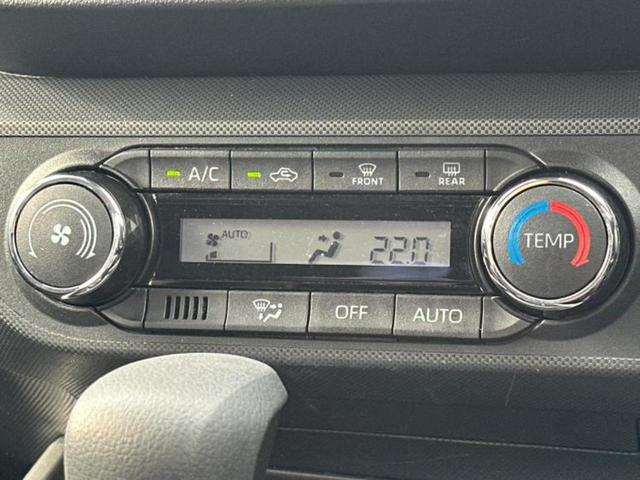 A/C
FRONT
REAR
AUTO
22.0
TEMP
OFF
AUTO